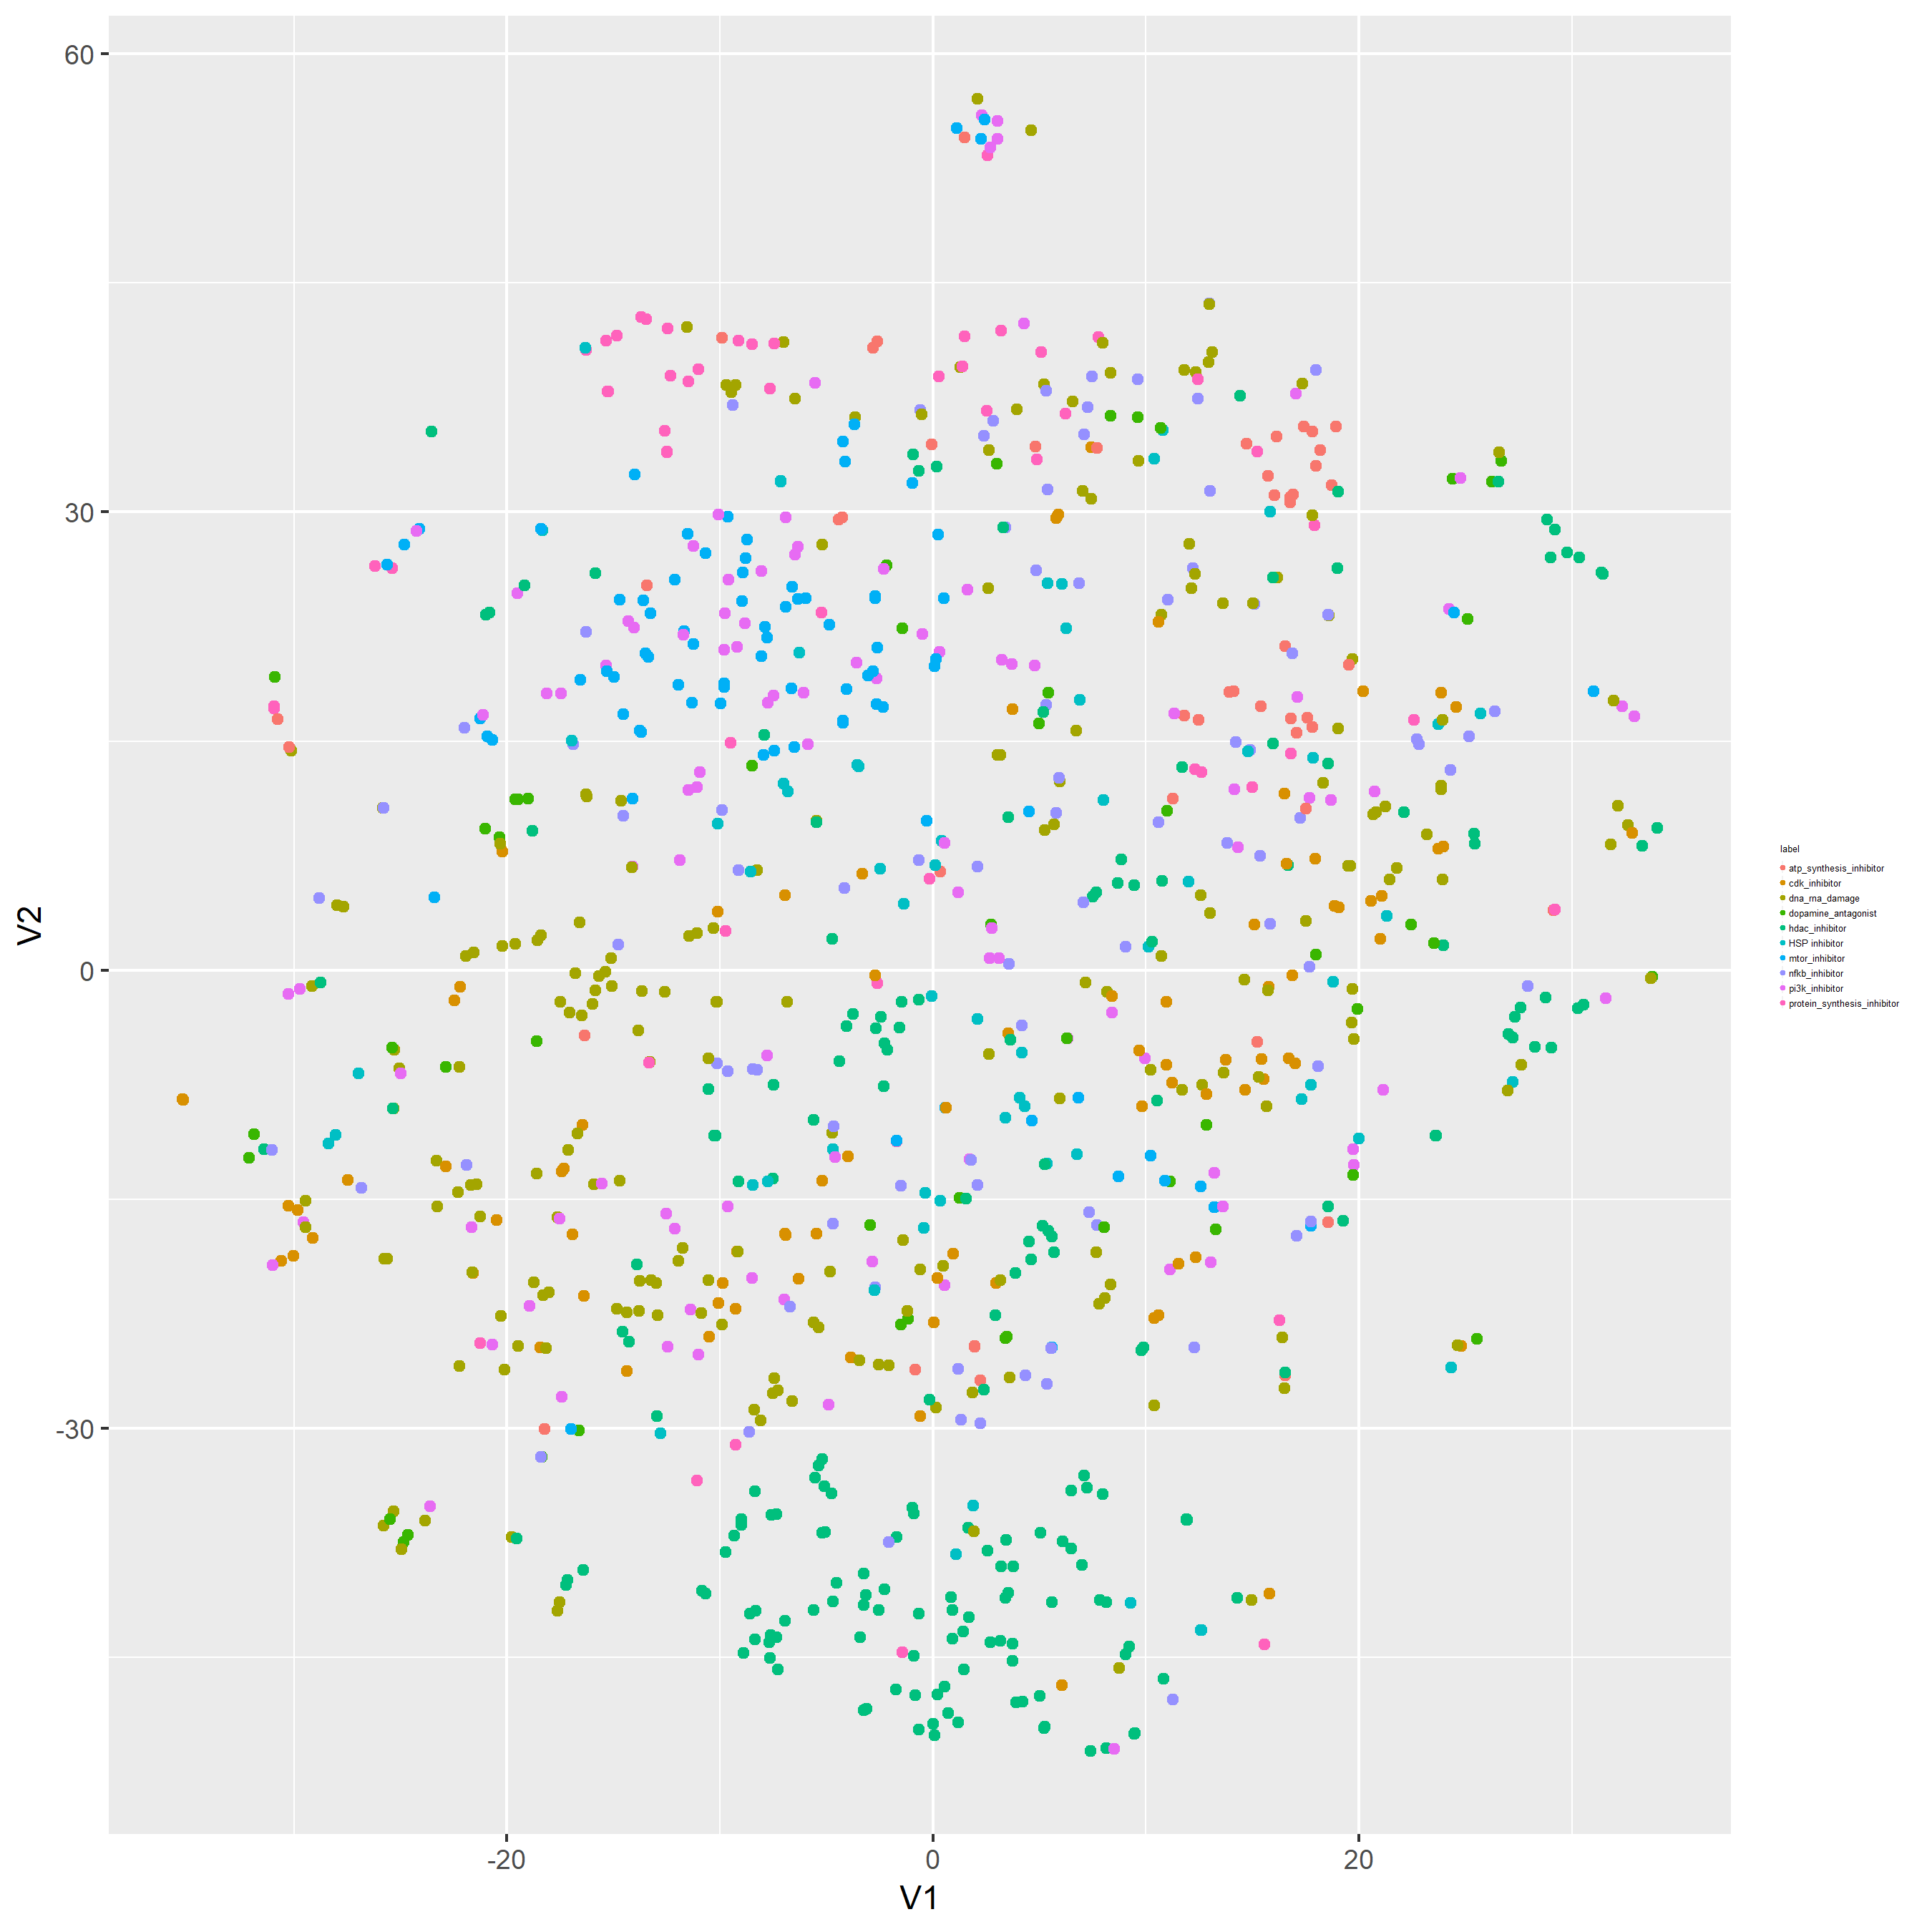 60
30
0
-30
-20
0
20
V1
V2
label
atp_synthesis_inhibitor
cdk_inhibitor
dna_rna_damage
dopamine_antagonist
hdac_inhibitor
HSP inhibitor
mtor_inhibitor
nfkb_inhibitor
pi3k_inhibitor
protein_synthesis_inhibitor